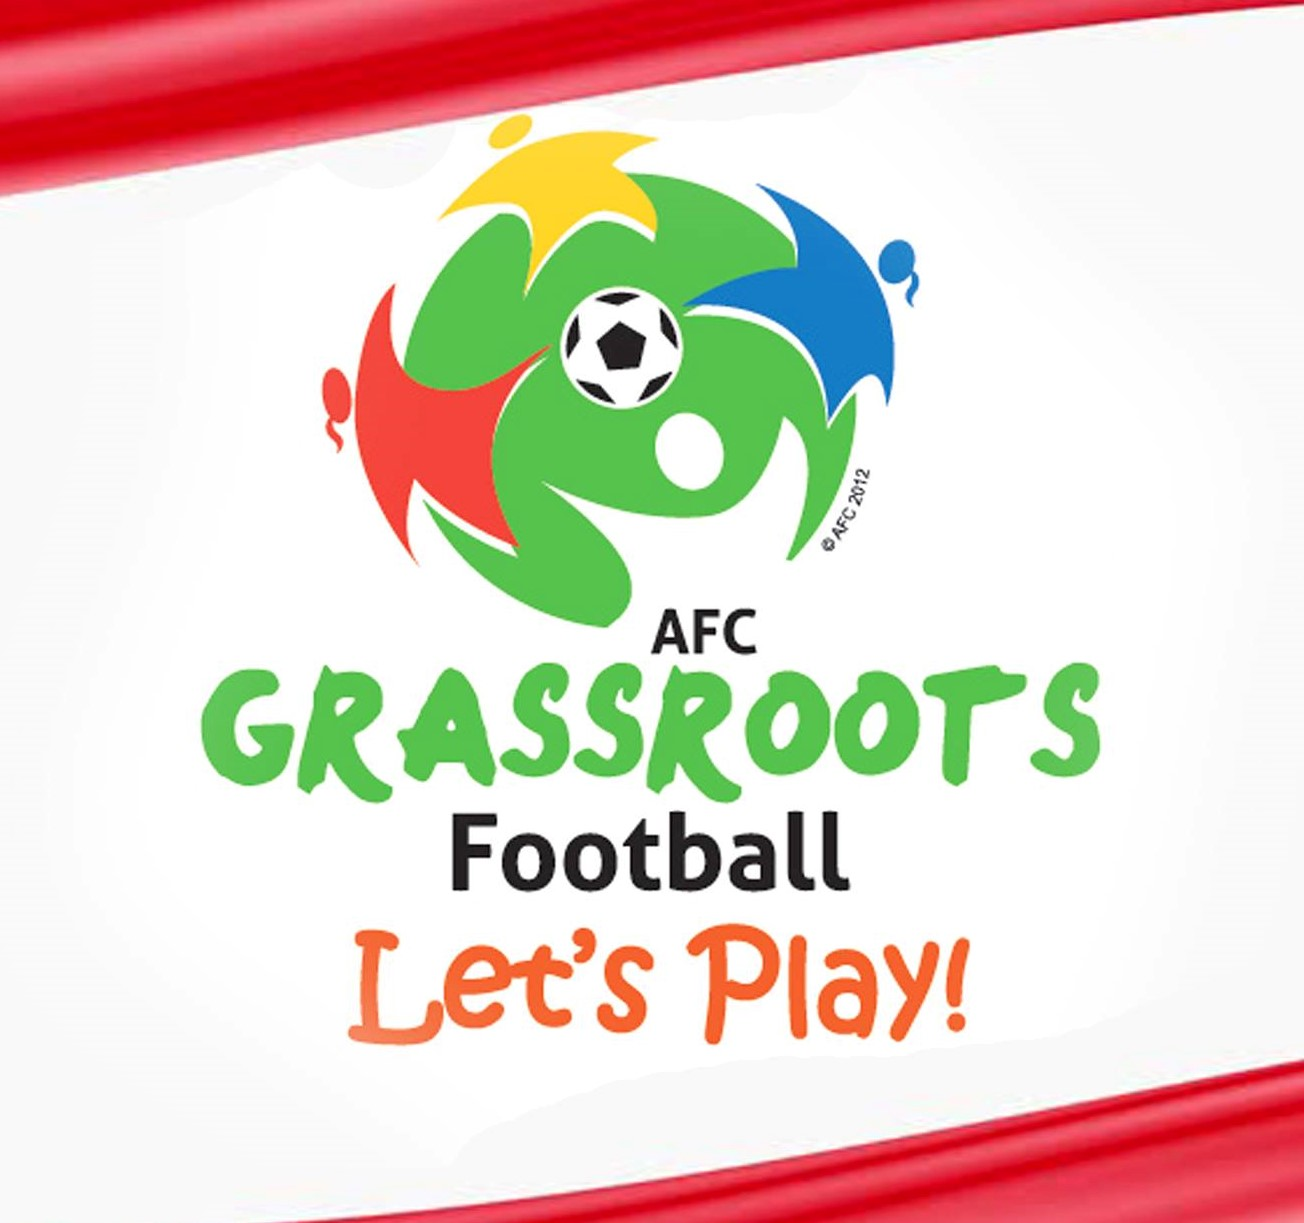 © AFC 2012
AFC
GRASSROOTS
Football
Let's Play!